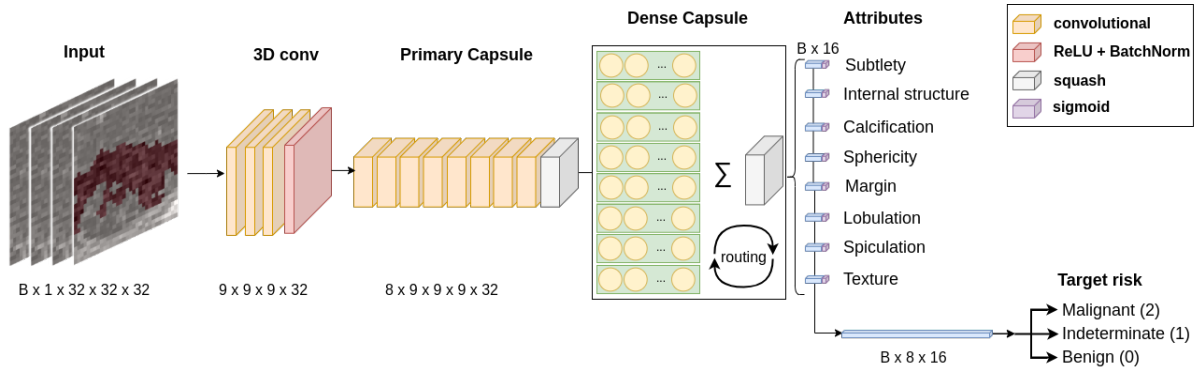 Input
B x 1 x 32 x 32 x 32
3D conv
9 x 9 x 9 x 32
Primary Capsule
8 x 9 x 9 x 9 x 32
Dense Capsule
...
...
...
...
...
...
...
...
∑
routing
Attributes
B x 16
Subtlety
Internal structure
Calcification
Sphericity
Margin
Lobulation
Spiculation
Texture
B x 8 x 16
Target risk
Malignant (2)
Indeterminate (1)
Benign (0)
convolutional
ReLU + BatchNorm
squash
sigmoid